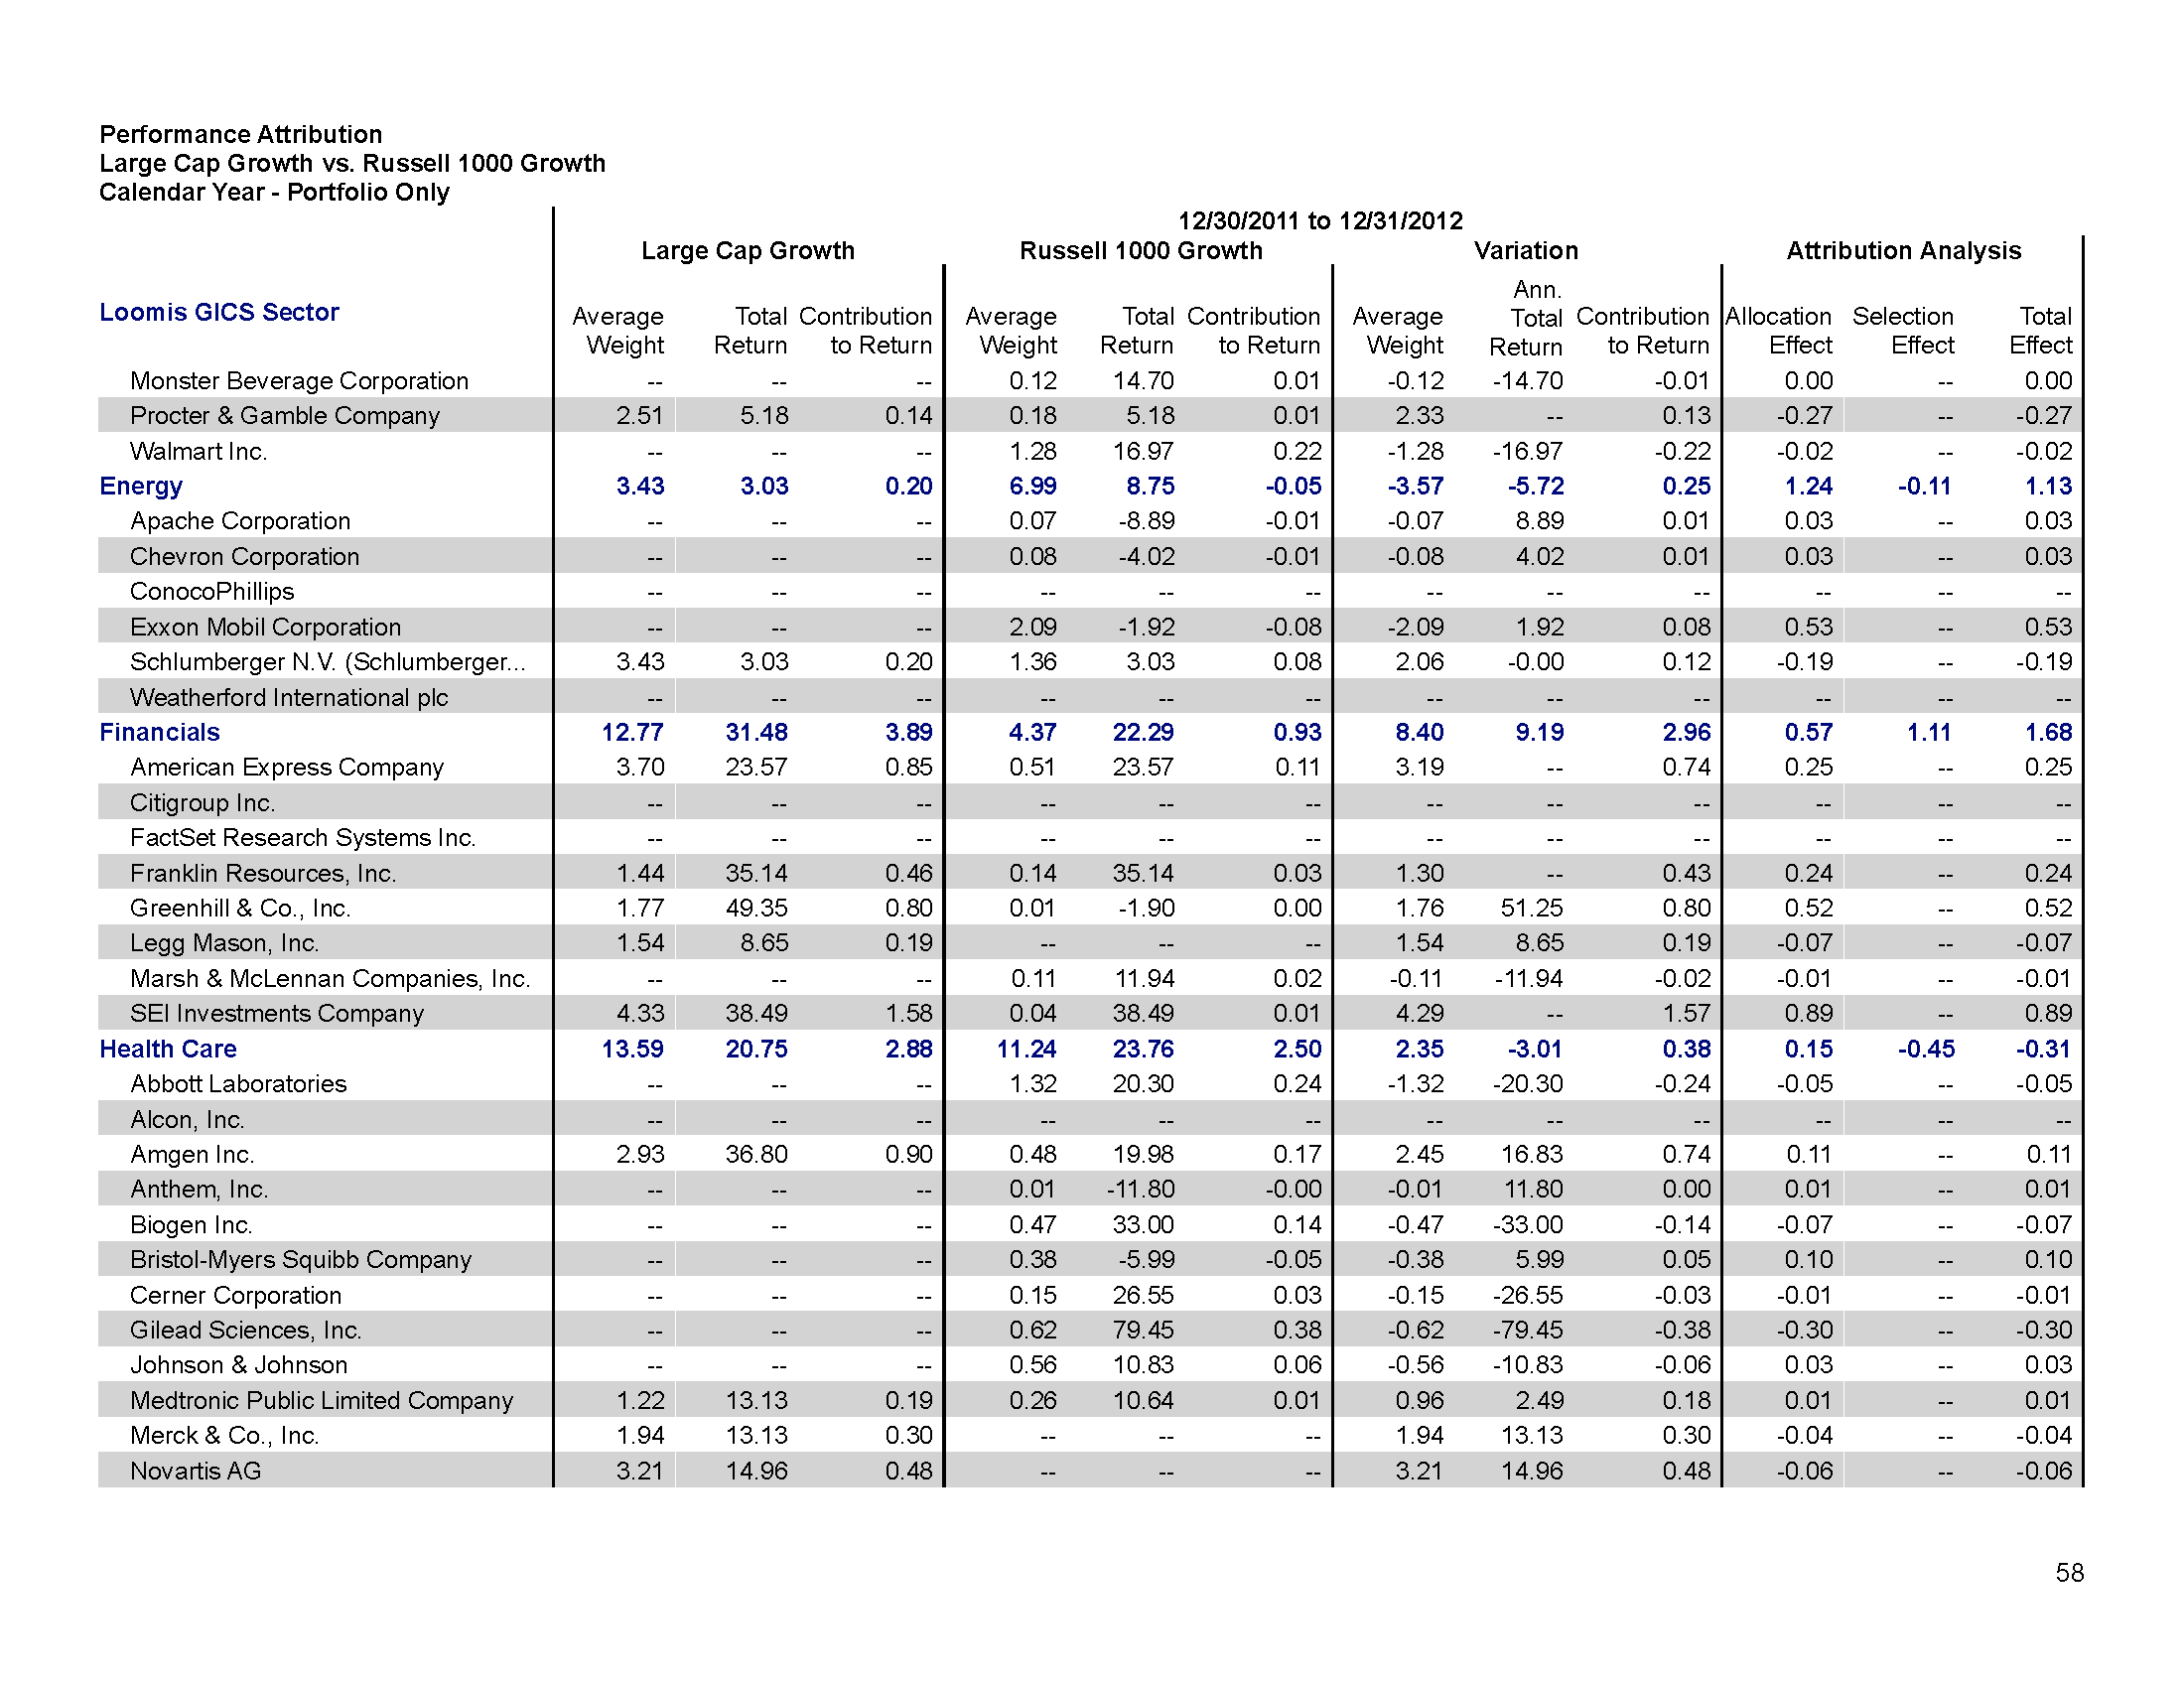 Performance Attribution
Large Cap Growth vs. Russell 1000 Growth
Calendar Year - Portfolio Only
12/30/2011 to 12/31/2012
Large Cap Growth Russell 1000 Growth Variation Attribution Analysis
Loomis GICS Sector Average Weight Total Return Contribution to Return Average Weight Total Return Contribution to Return Average Weight Ann. Total Return Contribution to Return Allocation Effect Selection Effect Total Effect
Monster Beverage Corporation -- -- -- 0.12 14.70 0.01 -0.12 -14.70 -0.01 0.00 -- 0.00
Procter & Gamble Company 2.51 5.18 0.14 0.18 5.18 0.01 2.33 -- 0.13 -0.27 -- -0.27
Walmart Inc. -- -- -- 1.28 16.97 0.22 -1.28 -16.97 -0.22 -0.02 -- -0.02
Energy 3.43 3.03 0.20 6.99 8.75 -0.05 -3.57 -5.72 0.25 1.24 -0.11 1.13
Apache Corporation -- -- -- 0.07 -8.89 -0.01 -0.07 8.89 0.01 0.03 -- 0.03
Chevron Corporation -- -- -- 0.08 -4.02 -0.01 -0.08 4.02 0.01 0.03 -- 0.03
ConocoPhillips -- -- -- -- -- -- -- -- -- -- -- --
Exxon Mobil Corporation -- -- -- 2.09 -1.92 -0.08 -2.09 1.92 0.08 0.53 -- 0.53
Schlumberger N.V. (Schlumberger... 3.43 3.03 0.20 1.36 3.03 0.08 2.06 -0.00 0.12 -0.19 -- -0.19
Weatherford International plc -- -- -- -- -- -- -- -- -- -- -- --
Financials 12.77 31.48 3.89 4.37 22.29 0.93 8.40 9.19 2.96 0.57 1.11 1.68
American Express Company 3.70 23.57 0.85 0.51 23.57 0.11 3.19 -- 0.74 0.25 -- 0.25
Citigroup Inc. -- -- -- -- -- -- -- -- -- -- -- --
FactSet Research Systems Inc. -- -- -- -- -- -- -- -- -- -- -- --
Franklin Resources, Inc. 1.44 35.14 0.46 0.14 35.14 0.03 1.30 -- 0.43 0.24 -- 0.24
Greenhill & Co., Inc. 1.77 49.35 0.80 0.01 -1.90 0.00 1.76 51.25 0.80 0.52 -- 0.52
Legg Mason, Inc. 1.54 8.65 0.19 -- -- -- 1.54 8.65 0.19 -0.07 -- -0.07
Marsh & McLennan Companies, Inc. -- -- -- 0.11 11.94 0.02 -0.11 -11.94 -0.02 -0.01 -- -0.01
SEI Investments Company 4.33 38.49 1.58 0.04 38.49 0.01 4.29 -- 1.57 0.89 -- 0.89
Health Care 13.59 20.75 2.88 11.24 23.76 2.50 2.35 -3.01 0.38 0.15 -0.45 -0.31
Abbott Laboratories -- -- -- 1.32 20.30 0.24 -1.32 -20.30 -0.24 -0.05 -- -0.05
Alcon, Inc. -- -- -- -- -- -- -- -- -- -- -- --
Amgen Inc. 2.93 36.80 0.90 0.48 19.98 0.17 2.45 16.83 0.74 0.11 -- 0.11
Anthem, Inc. -- -- -- 0.01 -11.80 -0.00 -0.01 11.80 0.00 0.01 -- 0.01
Biogen Inc. -- -- -- 0.47 33.00 0.14 -0.47 -33.00 -0.14 -0.07 -- -0.07
Bristol-Myers Squibb Company -- -- -- 0.38 -5.99 -0.05 -0.38 5.99 0.05 0.10 -- 0.10
Cerner Corporation -- -- -- 0.15 26.55 0.03 -0.15 -26.55 -0.03 -0.01 -- -0.01
Gilead Sciences, Inc. -- -- -- 0.62 79.45 0.38 -0.62 -79.45 -0.38 -0.30 -- -0.30
Johnson & Johnson -- -- -- 0.56 10.83 0.06 -0.56 -10.83 -0.06 0.03 -- 0.03
Medtronic Public Limited Company 1.22 13.13 0.19 0.26 10.64 0.01 0.96 2.49 0.18 0.01 -- 0.01
Merck & Co., Inc. 1.94 13.13 0.30 -- -- -- 1.94 13.13 0.30 -0.04 -- -0.04
Novartis AG 3.21 14.96 0.48 -- -- -- 3.21 14.96 0.48 -0.06 -- -0.06
58